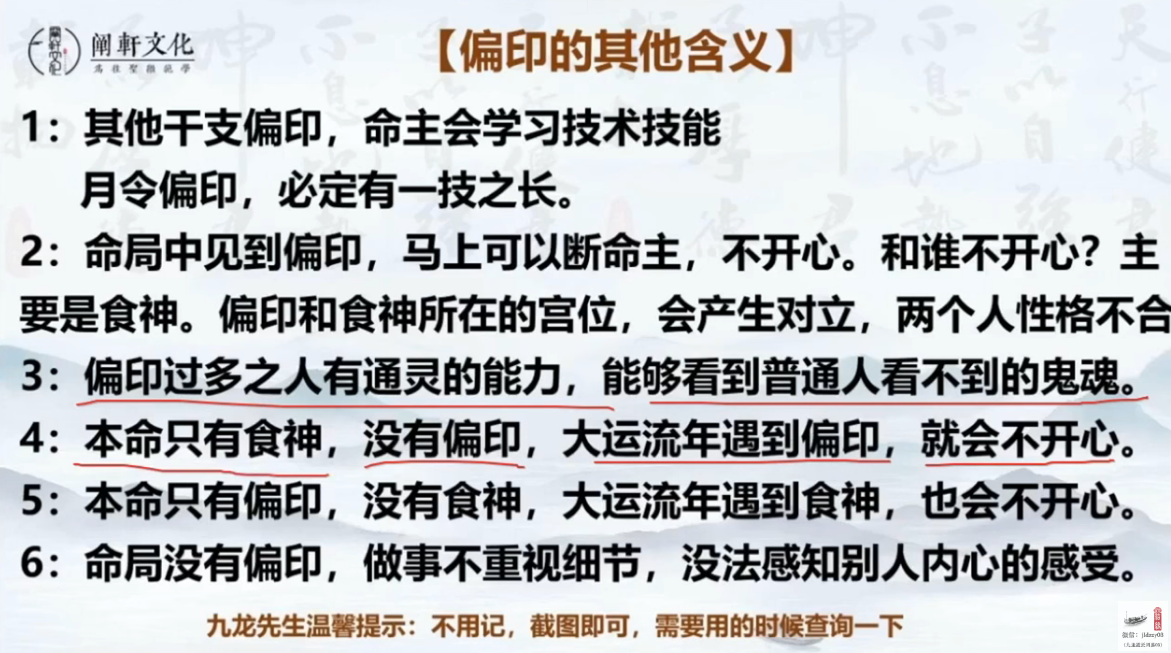 阐軒文化
爲往聖繼絶學
【偏印的其他含义】
1：其他干支偏印，命主会学习技术技能
月令偏印，必定有一技之长。
2：命局中见到偏印，马上可以断命主，不开心。和谁不开心？主
要是食神。偏印和食神所在的宫位，会产生对立，两个人性格不合
3：偏印过多之人有通灵的能力，能够看到普通人看不到的鬼魂。
4：本命只有食神，没有偏印，大运流年遇到偏印，就会不开心。
5：本命只有偏印，没有食神，大运流年遇到食神，也会不开心。
6：命局没有偏印，做事不重视细节，没法感知别人内心的感受。
九龙先生温馨提示：不用记，截图即可，需要用的时候查询一下